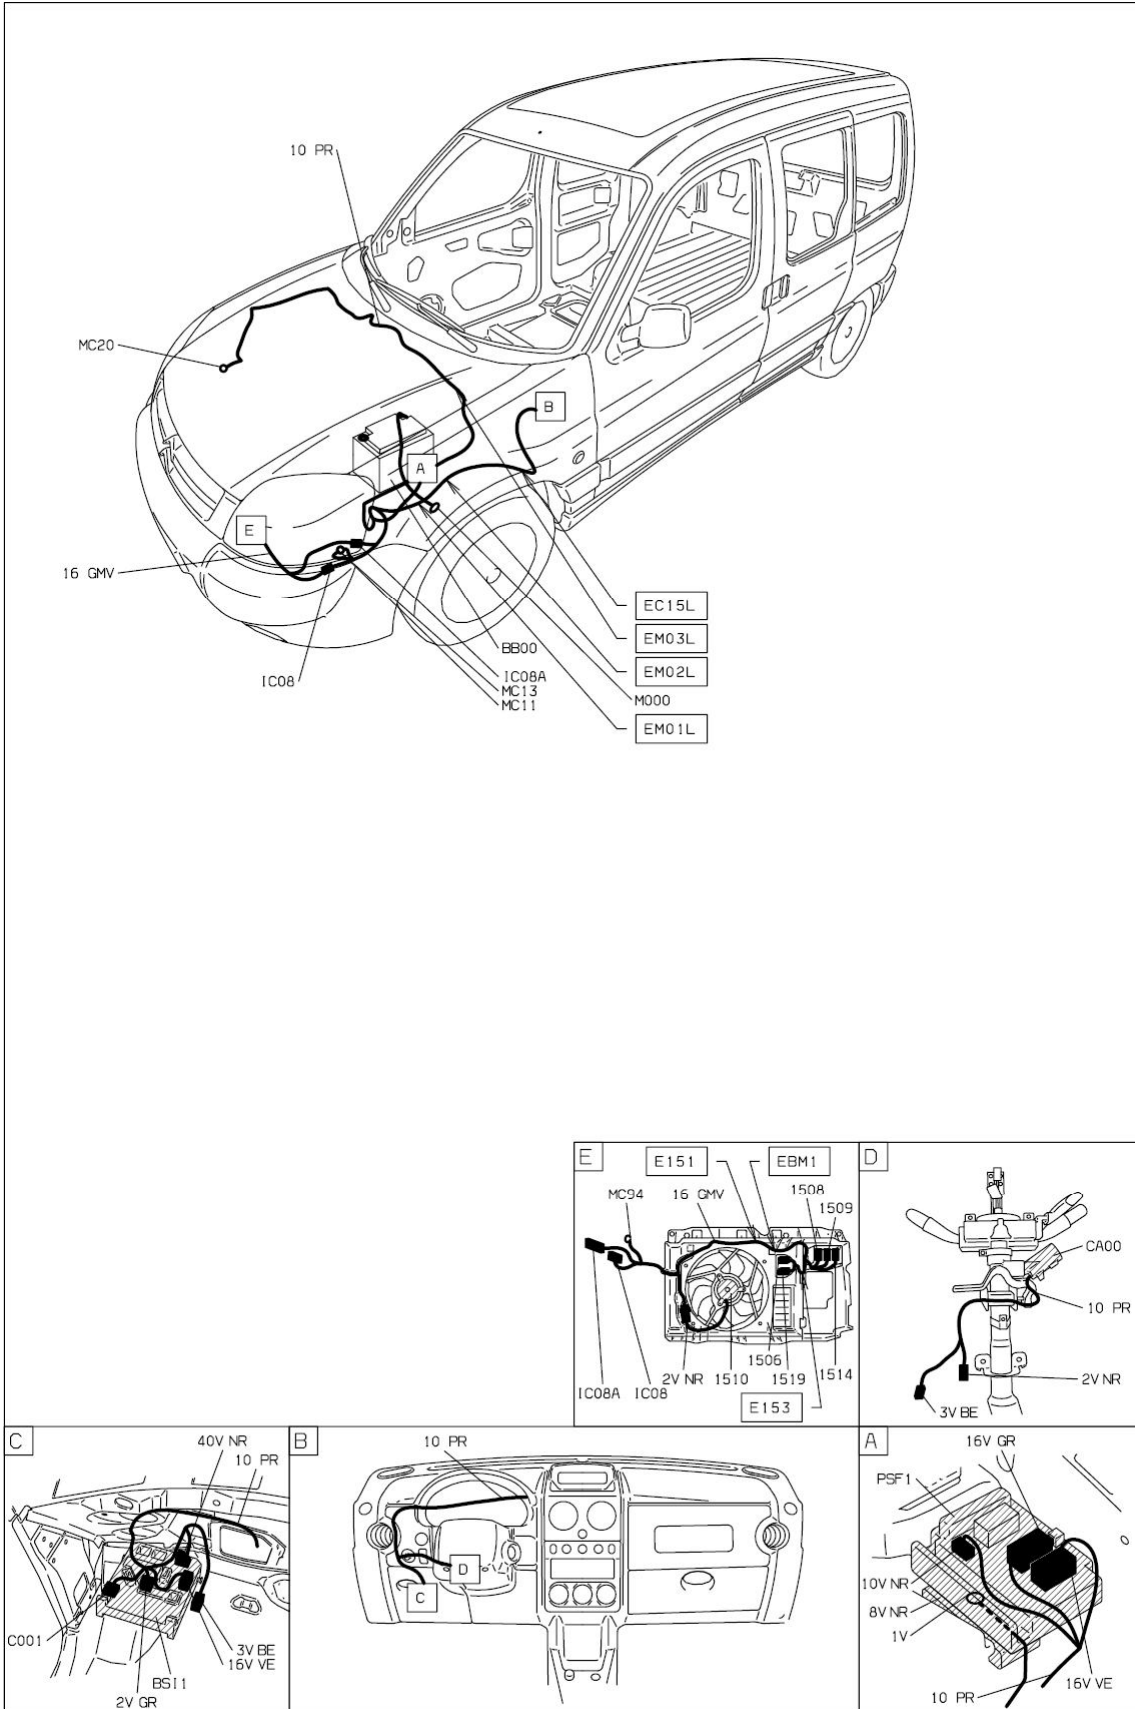 10 PR
MC20
B
A
E
16 GMV
EC15L
EM03L
BB00
EM02L
IC08
IC08A
MC13
M000
MC11
EM01L
E
E151
EBM1
MC94
16 GMV
1508
1509
1506
2V NR
1510
1519
1514
IC08A
IC08
E153
D
CA00
10 PR
2V NR
3V BE
C
40V NR
10 PR
C001
3V BE
16V VE
BSI1
2V GR
B
10 PR
D
C
A
16V GR
PSF1
10V NR
8V NR
1V
10 PR
16V VE